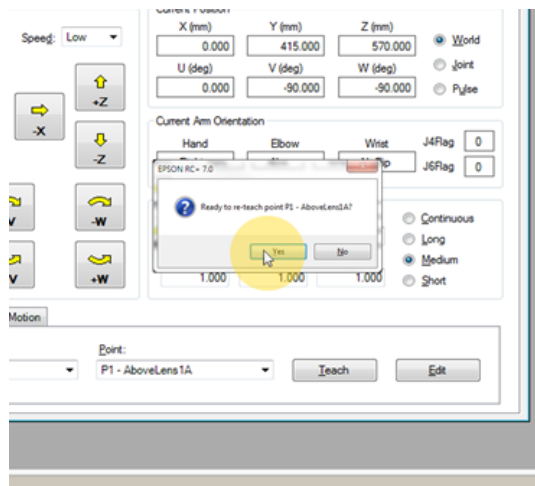 Current Position
X (mm) Y (mm) Z (mm)
Speed: Low 0.000 415.000 570.000 World
U (deg) V (deg) W (deg) Joint
0.000 -90.000 -90.000 Pulse
+Z
-X
Current Arm Orientation
Hand Elbow Wrist J4Flag 0
-Z
J6Flag 0
EPSON RC+ 7.0
Ready to re-teach point P1 - AboveLens1A?
V -W Continuous
Yes No Long
Medium
V +W 1.000 1.000 1.000 Short
Motion
Point:
P1 - AboveLens1A Teach Edit